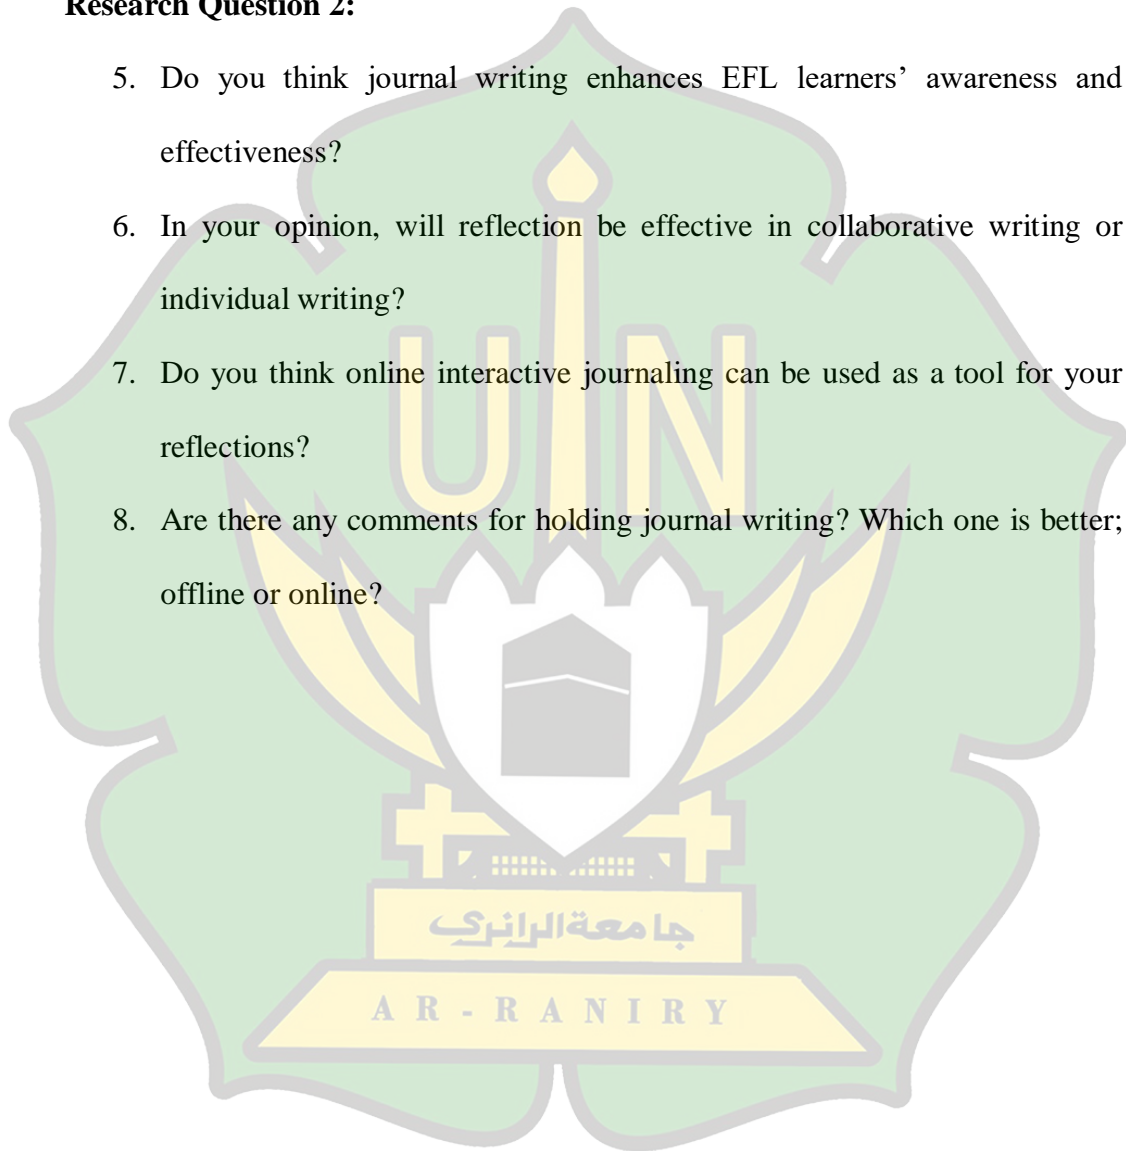 Research Question 2:
5. Do you think journal writing enhances EFL learners’ awareness and
effectiveness?
6. In your opinion, will reflection be effective in collaborative writing or
individual writing?
7. Do you think online interactive journaling can be used as a tool for your
reflections?
8. Are there any comments for holding journal writing? Which one is better;
offline or online?
UIN
جامعة الرانري
AR-RANIRY